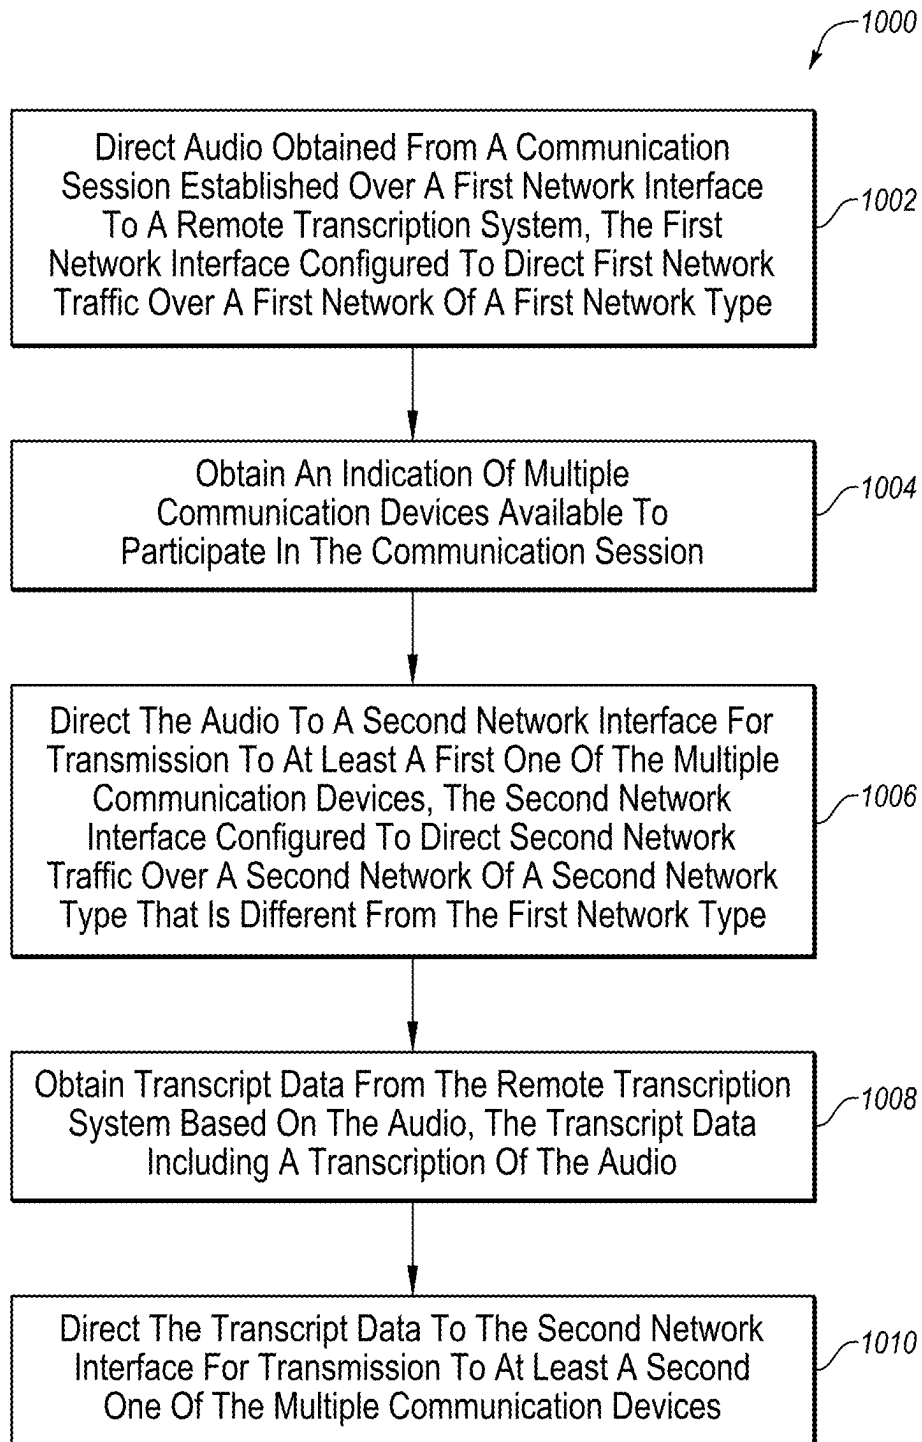 1000
Direct Audio Obtained From A Communication
Session Established Over A First Network Interface
To A Remote Transcription System, The First
Network Interface Configured To Direct First Network
Traffic Over A First Network Of A First Network Type
1002
Obtain An Indication Of Multiple
Communication Devices Available To
Participate In The Communication Session
1004
Direct The Audio To A Second Network Interface For
Transmission To At Least A First One Of The Multiple
Communication Devices, The Second Network
Interface Configured To Direct Second Network
Traffic Over A Second Network Of A Second Network
Type That Is Different From The First Network Type
1006
Obtain Transcript Data From The Remote Transcription
System Based On The Audio, The Transcript Data
Including A Transcription Of The Audio
1008
Direct The Transcript Data To The Second Network
Interface For Transmission To At Least A Second
One Of The Multiple Communication Devices
1010